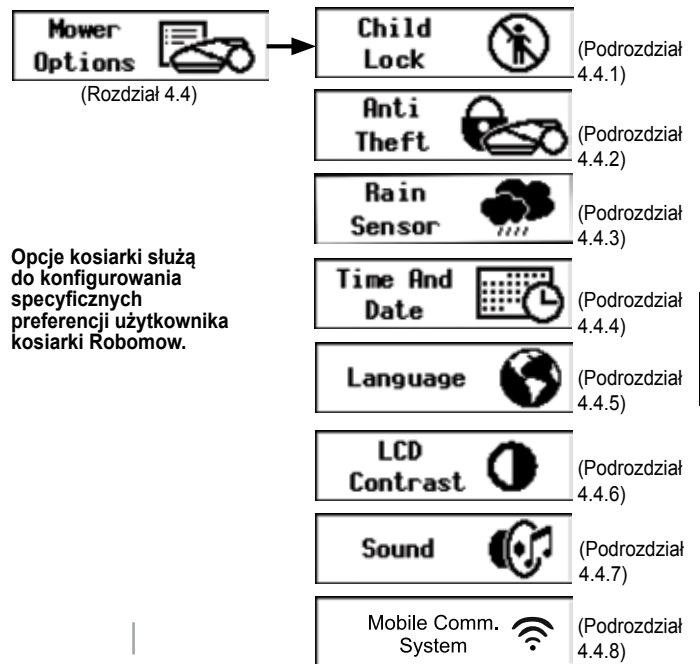 Mower
Options
(Rozdział 4.4)
Opcje kosiarki służą
do konfigurowania
specyficznych
preferencji użytkownika
kosiarki Robomow.
Child
Lock
(Podrozdział
4.4.1)
Anti
Theft
(Podrozdział
4.4.2)
Rain
Sensor
(Podrozdział
4.4.3)
Time And
Date
(Podrozdział
4.4.4)
Language
(Podrozdział
4.4.5)
LCD
Contrast
(Podrozdział
4.4.6)
Sound
(Podrozdział
4.4.7)
Mobile Comm.
System
(Podrozdział
4.4.8)